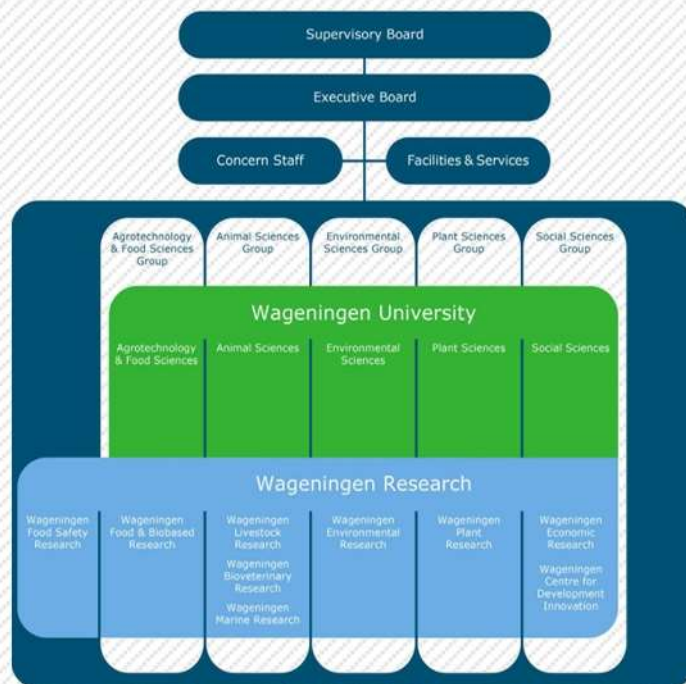 Supervisory Board
Executive Board
Concern Staff
Facilities & Services
Agrotechnology
& Food Sciences
Group
Animal Sciences
Group
Environmental
Sciences Group
Plant Sciences
Group
Social Sciences
Group
Wageningen University
Agrotechnology
& Food Sciences
Animal Sciences
Environmental
Sciences
Plant Sciences
Social Sciences
Wageningen Research
Wageningen
Food Safety
Research
Wageningen
Food & Biobased
Research
Wageningen
Livestock
Research
Wageningen
Bioveterinary
Research
Wageningen
Marine Research
Wageningen
Environmental
Research
Wageningen
Plant
Research
Wageningen
Economic
Research
Wageningen
Centre for
Development
Innovation